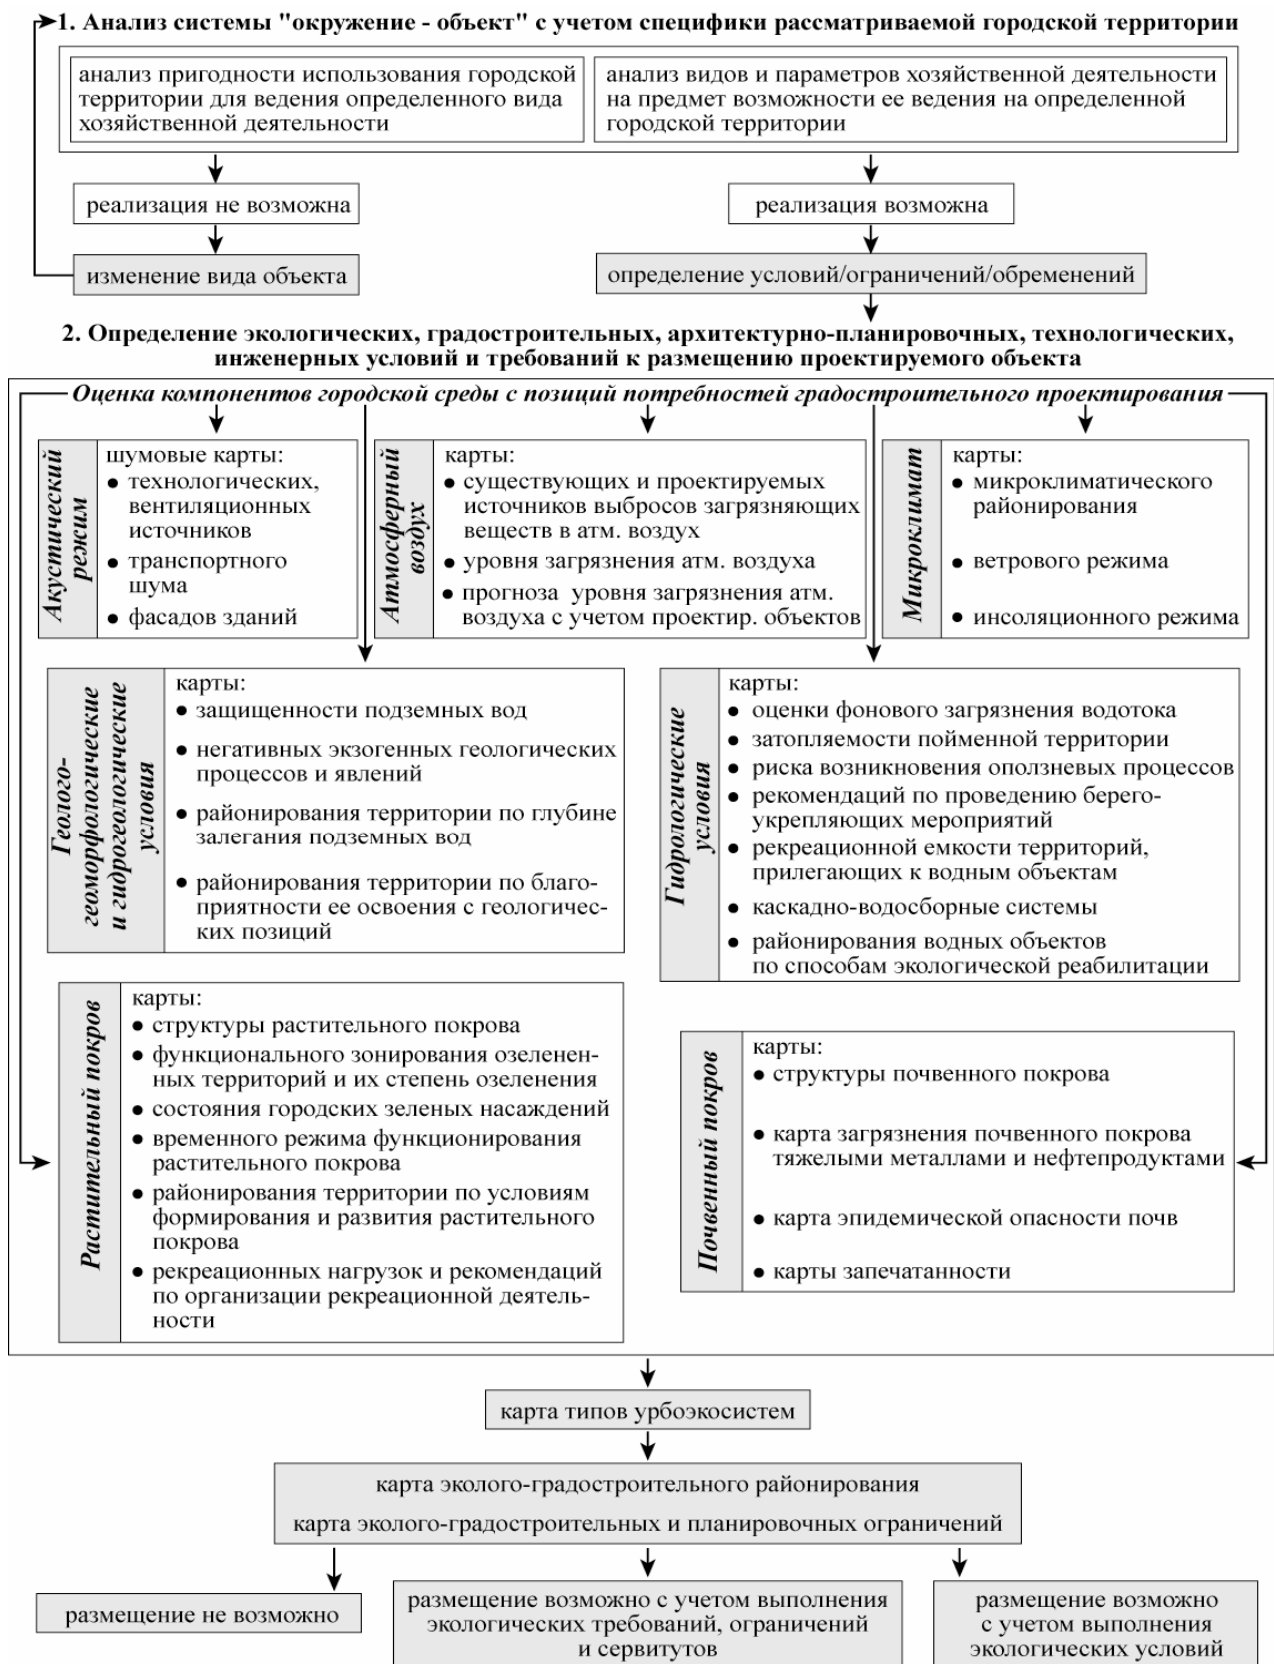 1. Анализ системы "окружение - объект" с учетом специфики рассматриваемой городской территории
анализ пригодности использования городской
территории для ведения определенного вида
хозяйственной деятельности
анализ видов и параметров хозяйственной деятельности
на предмет возможности ее ведения на определенной
городской территории
реализация не возможна
реализация возможна
изменение вида объекта
определение условий/ограничений/обременений
2. Определение экологических, градостроительных, архитектурно-планировочных, технологических,
инженерных условий и требований к размещению проектируемого объекта
Оценка компонентов городской среды с позиций потребностей градостроительного проектирования
Акустический
режим
шумовые карты:
• технологических,
вентиляционных
источников
• транспортного
шума
• фасадов зданий
Атмосферный
воздух
карты:
• существующих и проектируемых
источников выбросов загрязняющих
веществ в атм. воздух
• уровня загрязнения атм. воздуха
• прогноза уровня загрязнения атм.
воздуха с учетом проектир. объектов
Микроклимат
карты:
• микроклиматического
районирования
• ветрового режима
• инсоляционного режима
Геолого-
геоморфологические
и гидрогеологические
условия
карты:
• защищенности подземных вод
• негативных экзогенных геологических
процессов и явлений
• районирования территории по глубине
залегания подземных вод
• районирования территории по благо-
приятности ее освоения с геологичес-
ких позиций
Гидрологические
условия
карты:
• оценки фонового загрязнения водотока
• затопляемости пойменной территории
• риска возникновения оползневых процессов
• рекомендаций по проведению берего-
укрепляющих мероприятий
• рекреационной емкости территорий,
прилегающих к водным объектам
• каскадно-водосборные системы
• районирования водных объектов
по способам экологической реабилитации
Растительный покров
карты:
• структуры растительного покрова
• функционального зонирования озеленен-
ных территорий и их степень озеленения
• состояния городских зеленых насаждений
• временного режима функционирования
растительного покрова
• районирования территории по условиям
формирования и развития растительного
покрова
• рекреационных нагрузок и рекомендаций
по организации рекреационной деятель-
ности
Почвенный покров
карты:
• структуры почвенного покрова
• карта загрязнения почвенного покрова
тяжелыми металлами и нефтепродуктами
• карта эпидемической опасности почв
• карты запечатанности
карта типов урбоэкосистем
карта эколого-градостроительного районирования
карта эколого-градостроительных и планировочных ограничений
размещение не возможно
размещение возможно с учетом выполнения
экологических требований, ограничений
и сервитутов
размещение возможно
с учетом выполнения
экологических условий